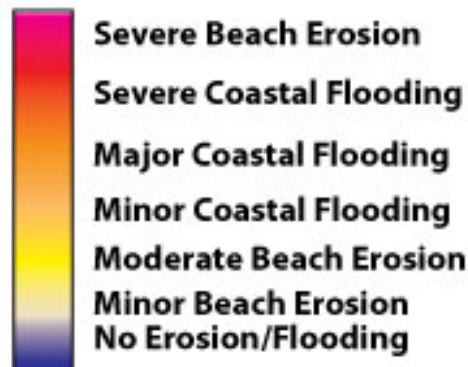 Severe Beach Erosion
Severe Coastal Flooding
Major Coastal Flooding
Minor Coastal Flooding
Moderate Beach Erosion
Minor Beach Erosion
No Erosion/Flooding